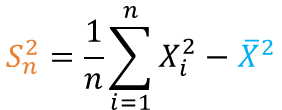 $S_n^2 = \frac{1}{n}\sum_{i=1}^{n} X_i^2 - \bar{X}^2$